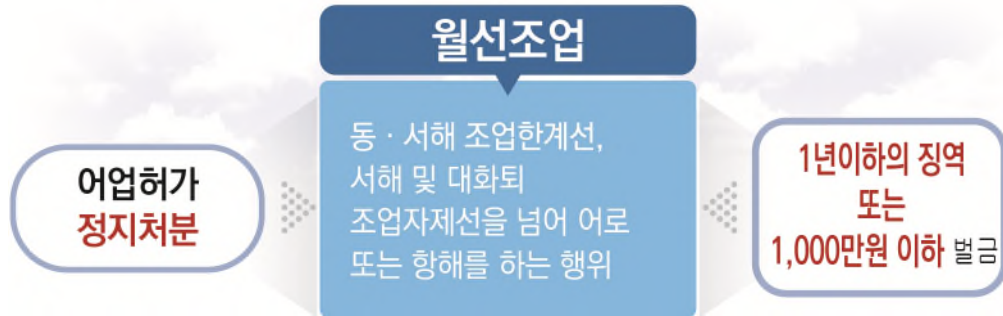 월선조업
동 · 서해 조업한계선,
서해 및 대화퇴
조업자제선을 넘어 어로
또는 항해를 하는 행위
어업허가
정지처분
1년이하의 징역
또는
1,000만원 이하 벌금